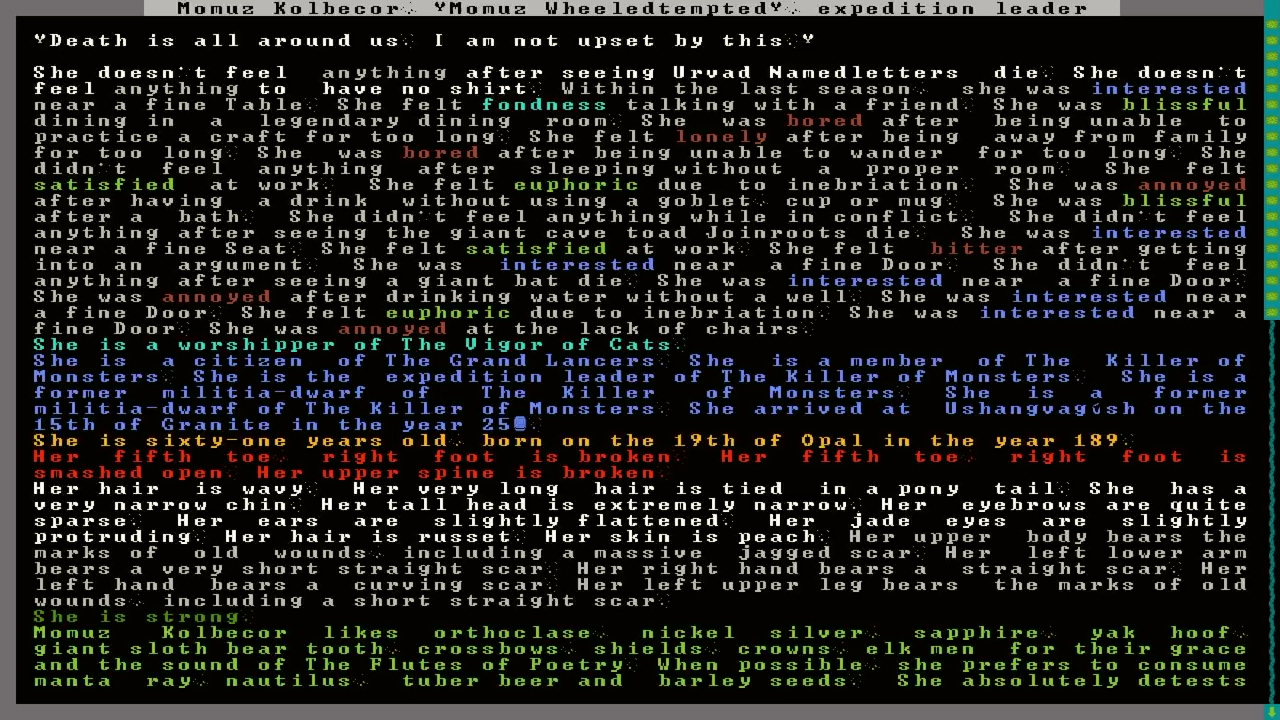 Momuz Kolbecor, "Momuz Wheeledtempted", expedition leader
"Death is all around us. I am not upset by this."
She doesn't feel anything after seeing Urvad Namedletters die. She doesn't
feel anything to have no shirt. Within the last season, she was interested
near a fine Table. She felt fondness talking with a friend. She was blissful
dining in a legendary dining room. She was bored after being unable to
practice a craft for too long. She felt lonely after being away from family
for too long. She was bored after being unable to wander for too long. She
didn't feel anything after sleeping without a proper room. She felt
satisfied at work. She felt euphoric due to inebriation. She was annoyed
after having a drink without using a goblet, cup or mug. She was blissful
after a bath. She didn't feel anything while in conflict. She didn't feel
anything after seeing the giant cave toad Joinroots die. She was interested
near a fine Seat. She felt satisfied at work. She felt bitter after getting
into an argument. She was interested near a fine Door. She didn't feel
anything after seeing a giant bat die. She was interested near a fine Door.
She was annoyed after drinking water without a well. She was interested near
a fine Door. She felt euphoric due to inebriation. She was interested near a
fine Door. She was annoyed at the lack of chairs.
She is a worshipper of The Vigor of Cats.
She is a citizen of The Grand Lancers. She is a member of The Killer of
Monsters. She is the expedition leader of The Killer of Monsters. She is a
former militia-dwarf of The Killer of Monsters. She is a former
militia-dwarf of The Killer of Monsters. She arrived at Ushangvagúsh on the
15th of Granite in the year 250.
She is sixty-one years old, born on the 19th of Opal in the year 189.
Her fifth toe, right foot is broken. Her fifth toe, right foot is
smashed open. Her upper spine is broken.
Her hair is wavy. Her very long hair is tied in a pony tail. She has a
very narrow chin. Her tall head is extremely narrow. Her eyebrows are quite
sparse. Her ears are slightly flattened. Her jade eyes are slightly
protruding. Her hair is russet. Her skin is peach. Her upper body bears the
marks of old wounds, including a massive jagged scar. Her left lower arm
bears a very short straight scar. Her right hand bears a straight scar. Her
left hand bears a curving scar. Her left upper leg bears the marks of old
wounds, including a short straight scar.
She is strong.
Momuz Kolbecor likes orthoclase, nickel silver, sapphire, yak hoof,
giant sloth bear tooth, crossbows, shields, crowns, elk men for their grace
and the sound of The Flutes of Poetry. When possible, she prefers to consume
manta ray, nautilus, tuber beer and barley seeds. She absolutely detests